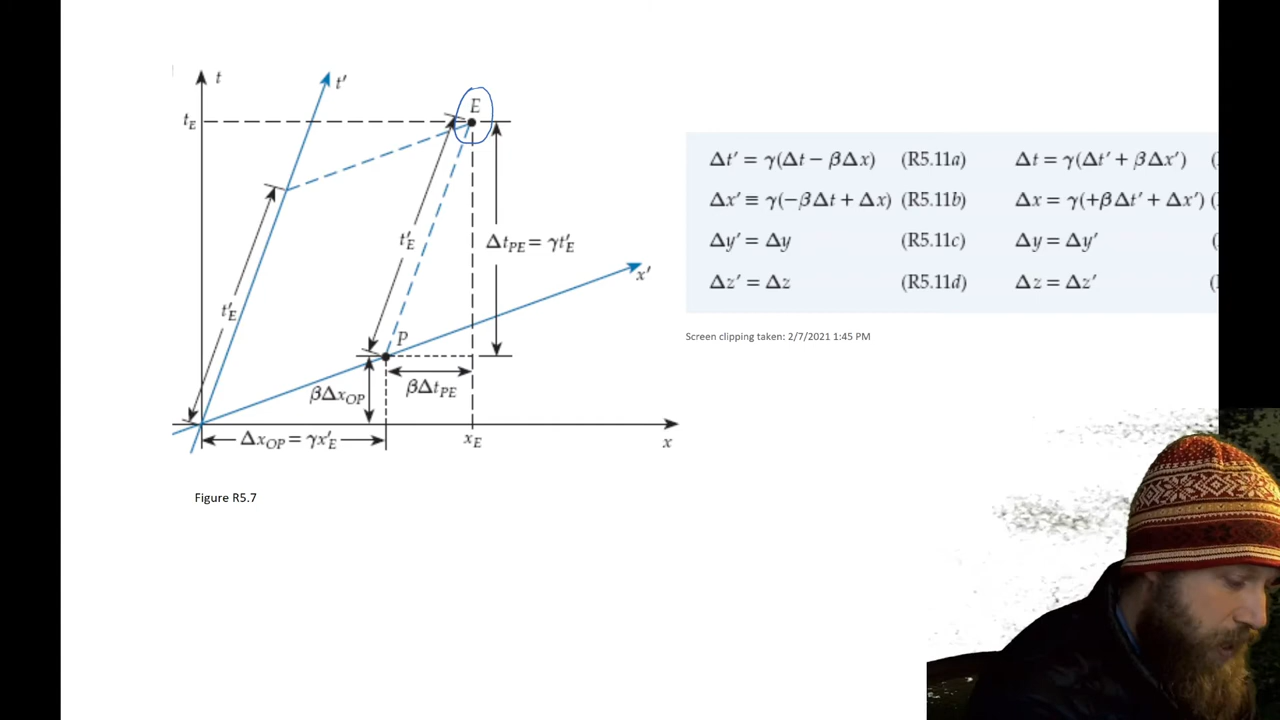 t
t'
E
t_E
t'_E
Δt_PE = γt'_E
t'_E
x'
P
βΔx_OP
βΔt_PE
Δx_OP = γx'_E
x_E
x
Figure R5.7
Δt' = γ(Δt − βΔx) (R5.11a) Δt = γ(Δt' + βΔx') (
Δx' ≡ γ(−βΔt + Δx) (R5.11b) Δx = γ(+βΔt' + Δx') (
Δy' = Δy (R5.11c) Δy = Δy' (
Δz' = Δz (R5.11d) Δz = Δz' (
Screen clipping taken: 2/7/2021 1:45 PM